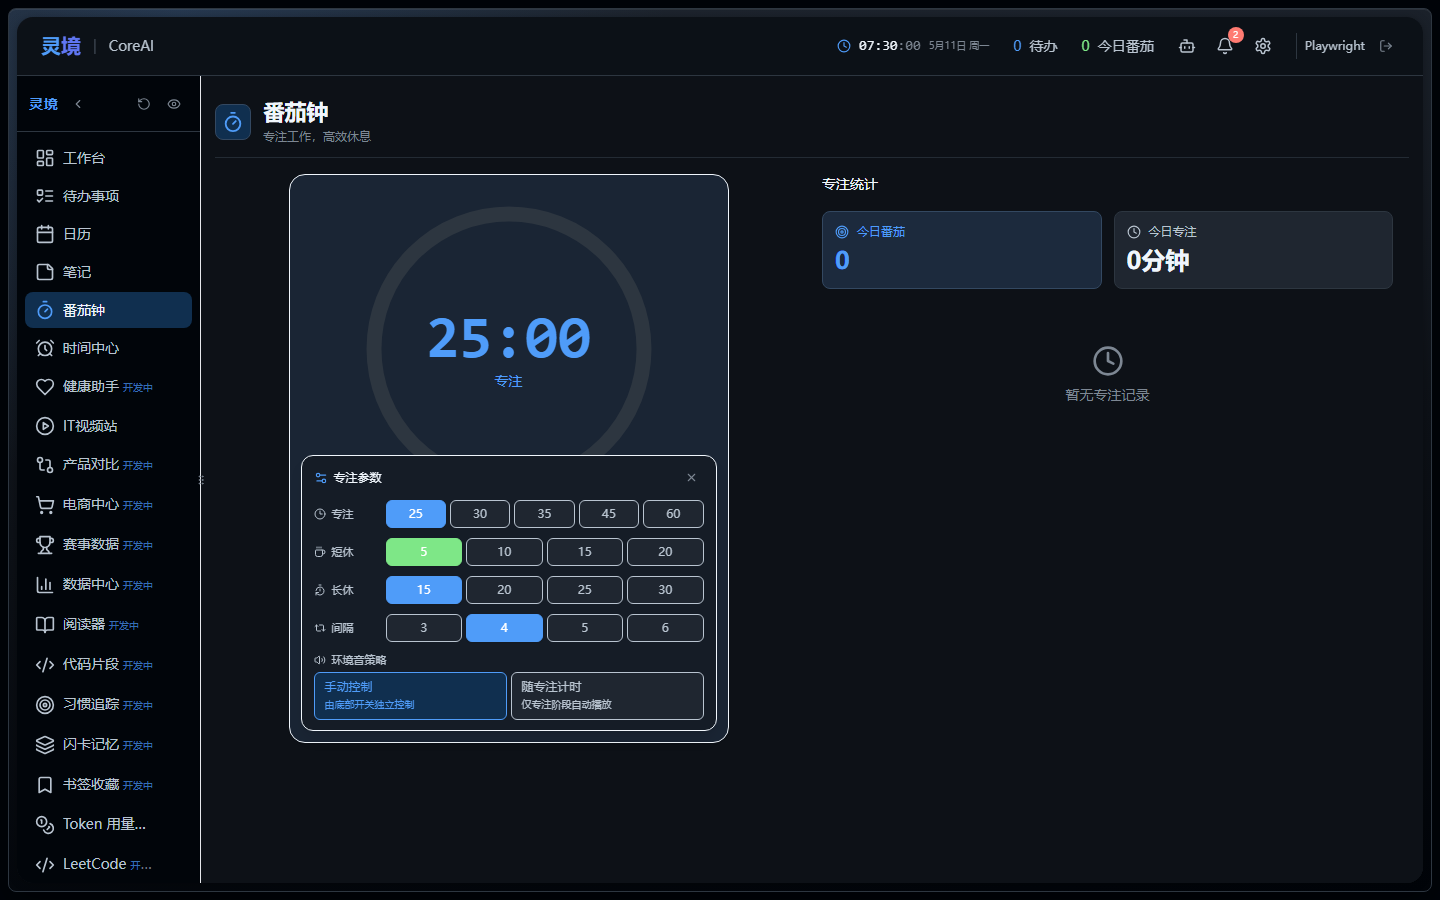 灵境 | CoreAI
07:30:00 5月11日 周一
0 待办
0 今日番茄
2
Playwright
灵境
工作台
待办事项
日历
笔记
番茄钟
时间中心
健康助手 开发中
IT视频站
产品对比 开发中
电商中心 开发中
赛事数据 开发中
数据中心 开发中
阅读器 开发中
代码片段 开发中
习惯追踪 开发中
闪卡记忆 开发中
书签收藏 开发中
Token 用量...
LeetCode 开...
番茄钟
专注工作，高效休息
25:00
专注
专注参数
专注 25 30 35 45 60
短休 5 10 15 20
长休 15 20 25 30
间隔 3 4 5 6
环境音策略
手动控制
由底部开关独立控制
随专注计时
仅专注阶段自动播放
专注统计
今日番茄
0
今日专注
0分钟
暂无专注记录